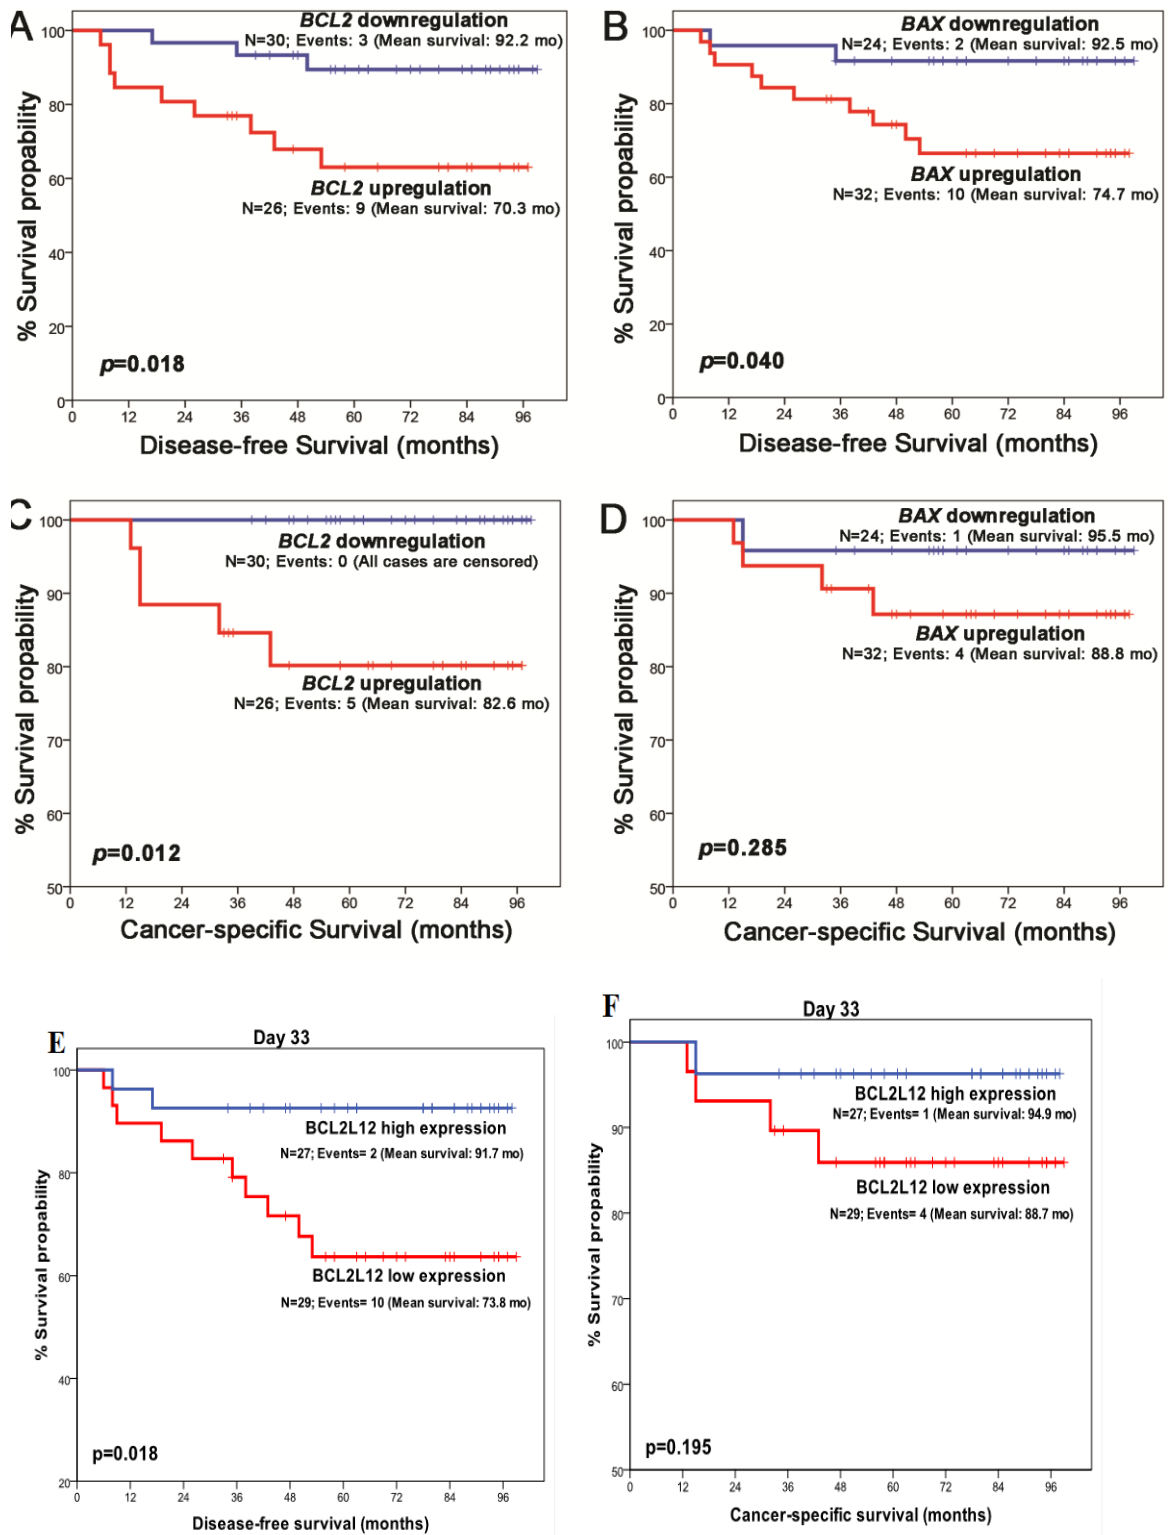 A
BCL2 downregulation
N=30; Events: 3 (Mean survival: 92.2 mo)
BCL2 upregulation
N=26; Events: 9 (Mean survival: 70.3 mo)
p=0.018
% Survival propability
100
80
60
40
20
0
0 12 24 36 48 60 72 84 96
Disease-free Survival (months)
B
BAX downregulation
N=24; Events: 2 (Mean survival: 92.5 mo)
BAX upregulation
N=32; Events: 10 (Mean survival: 74.7 mo)
p=0.040
% Survival propability
100
80
60
40
20
0
0 12 24 36 48 60 72 84 96
Disease-free Survival (months)
C
BCL2 downregulation
N=30; Events: 0 (All cases are censored)
BCL2 upregulation
N=26; Events: 5 (Mean survival: 82.6 mo)
p=0.012
% Survival propability
100
90
80
70
60
50
0 12 24 36 48 60 72 84 96
Cancer-specific Survival (months)
D
BAX downregulation
N=24; Events: 1 (Mean survival: 95.5 mo)
BAX upregulation
N=32; Events: 4 (Mean survival: 88.8 mo)
p=0.285
% Survival propability
100
90
80
70
60
50
0 12 24 36 48 60 72 84 96
Cancer-specific Survival (months)
E
Day 33
BCL2L12 high expression
N=27; Events= 2 (Mean survival: 91.7 mo)
BCL2L12 low expression
N=29; Events= 10 (Mean survival: 73.8 mo)
p=0.018
% Survival propability
100
80
60
40
20
0 12 24 36 48 60 72 84 96
Disease-free survival (months)
F
Day 33
BCL2L12 high expression
N=27; Events= 1 (Mean survival: 94.9 mo)
BCL2L12 low expression
N=29; Events= 4 (Mean survival: 88.7 mo)
p=0.195
% Survival propability
100
90
80
70
60
50
0 12 24 36 48 60 72 84 96
Cancer-specific survival (months)